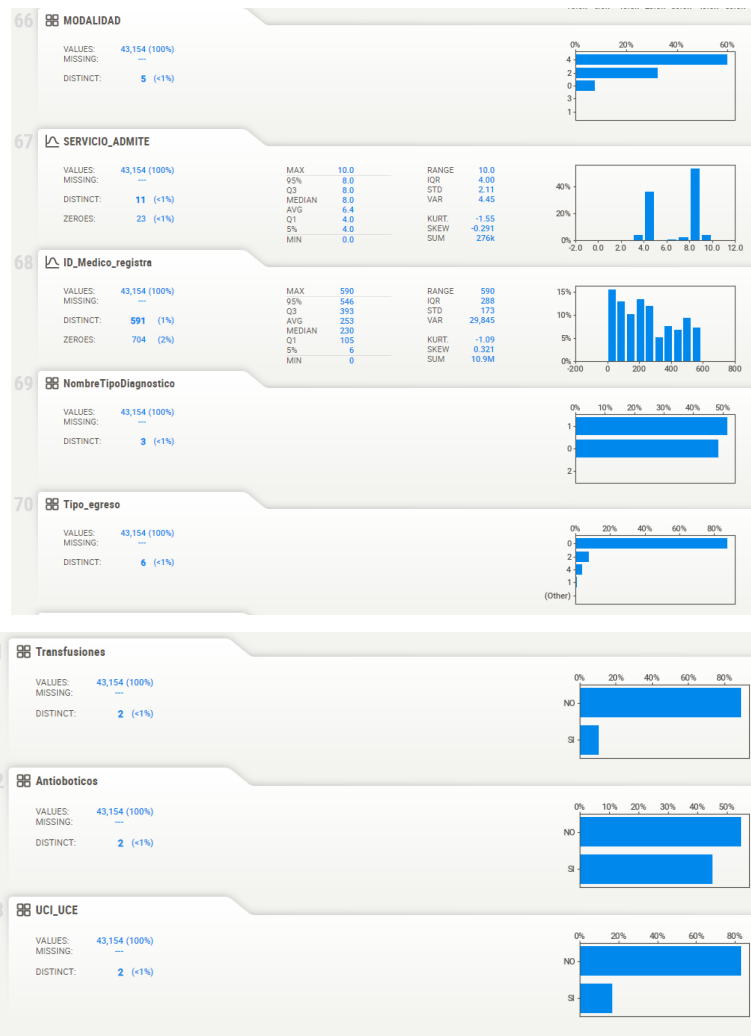 66 MODALIDAD
VALUES: 43,154 (100%)
MISSING: ---
DISTINCT: 5 (<1%)
0% 20% 40% 60%
4
2
0
3
1
67 SERVICIO_ADMITE
VALUES: 43,154 (100%)
MISSING: ---
DISTINCT: 11 (<1%)
ZEROES: 23 (<1%)
MAX 10.0
95% 8.0
Q3 8.0
MEDIAN 8.0
AVG 6.4
Q1 4.0
5% 4.0
MIN 0.0
RANGE 10.0
IQR 4.00
STD 2.11
VAR 4.45
KURT. -1.55
SKEW -0.291
SUM 276k
40%
20%
0%
-2.0 0.0 2.0 4.0 6.0 8.0 10.0 12.0
68 ID_Medico_registra
VALUES: 43,154 (100%)
MISSING: ---
DISTINCT: 591 (1%)
ZEROES: 704 (2%)
MAX 590
95% 546
Q3 393
AVG 253
MEDIAN 230
Q1 105
5% 6
MIN 0
RANGE 590
IQR 288
STD 173
VAR 29,845
KURT. -1.09
SKEW 0.321
SUM 10.9M
15%
10%
5%
0%
-200 0 200 400 600 800
69 NombreTipoDiagnostico
VALUES: 43,154 (100%)
MISSING: ---
DISTINCT: 3 (<1%)
0% 10% 20% 30% 40% 50%
1
0
2
70 Tipo_egreso
VALUES: 43,154 (100%)
MISSING: ---
DISTINCT: 6 (<1%)
0% 20% 40% 60% 80%
0
2
4
1
(Other)
Transfusiones
VALUES: 43,154 (100%)
MISSING: ---
DISTINCT: 2 (<1%)
0% 20% 40% 60% 80%
NO
SI
Antioboticos
VALUES: 43,154 (100%)
MISSING: ---
DISTINCT: 2 (<1%)
0% 10% 20% 30% 40% 50%
NO
SI
UCI_UCE
VALUES: 43,154 (100%)
MISSING: ---
DISTINCT: 2 (<1%)
0% 20% 40% 60% 80%
NO
SI